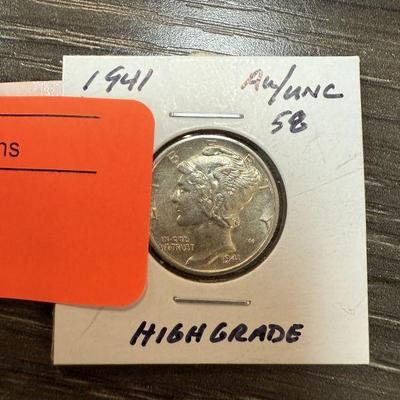 1941 AU/UNC
58
ns
LIBERTY
IN GOD
WE TRUST
1941
HIGH GRADE